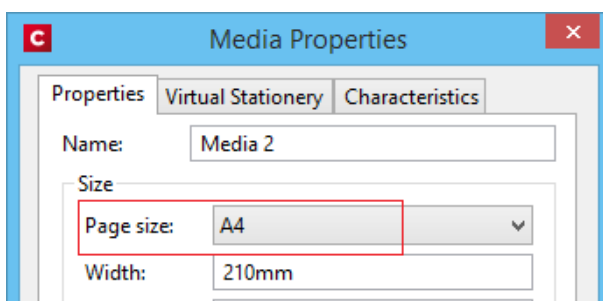 C Media Properties
Properties Virtual Stationery Characteristics
Name: Media 2
Size
Page size: A4
Width: 210mm